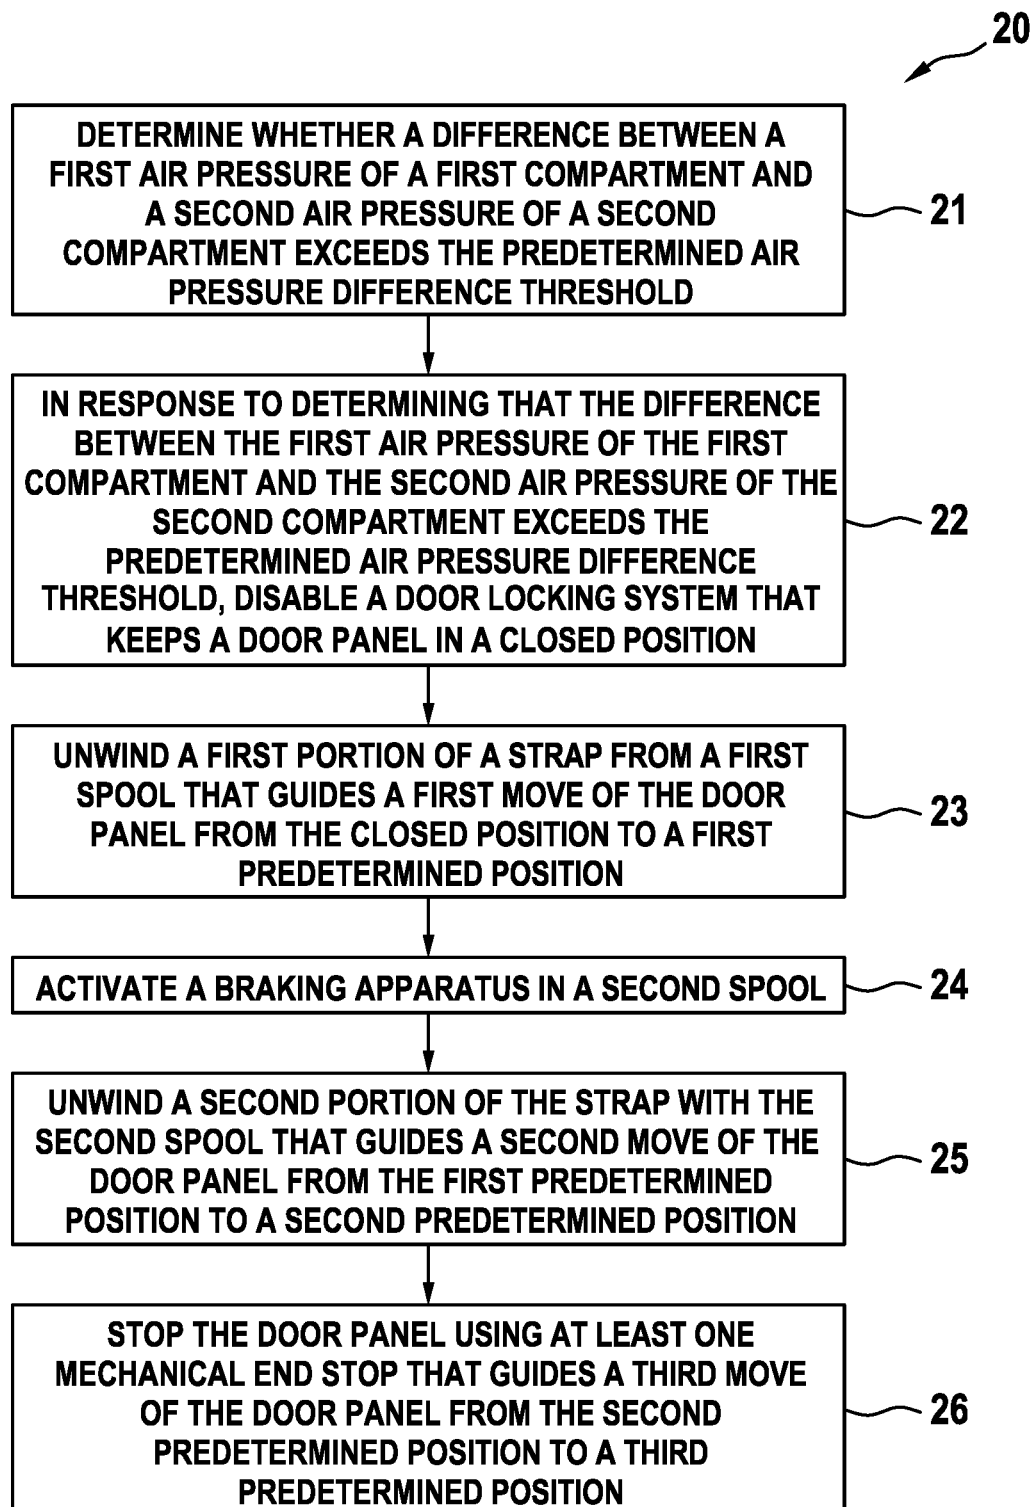 20
DETERMINE WHETHER A DIFFERENCE BETWEEN A
FIRST AIR PRESSURE OF A FIRST COMPARTMENT AND
A SECOND AIR PRESSURE OF A SECOND
COMPARTMENT EXCEEDS THE PREDETERMINED AIR
PRESSURE DIFFERENCE THRESHOLD
21
IN RESPONSE TO DETERMINING THAT THE DIFFERENCE
BETWEEN THE FIRST AIR PRESSURE OF THE FIRST
COMPARTMENT AND THE SECOND AIR PRESSURE OF THE
SECOND COMPARTMENT EXCEEDS THE
PREDETERMINED AIR PRESSURE DIFFERENCE
THRESHOLD, DISABLE A DOOR LOCKING SYSTEM THAT
KEEPS A DOOR PANEL IN A CLOSED POSITION
22
UNWIND A FIRST PORTION OF A STRAP FROM A FIRST
SPOOL THAT GUIDES A FIRST MOVE OF THE DOOR
PANEL FROM THE CLOSED POSITION TO A FIRST
PREDETERMINED POSITION
23
ACTIVATE A BRAKING APPARATUS IN A SECOND SPOOL
24
UNWIND A SECOND PORTION OF THE STRAP WITH THE
SECOND SPOOL THAT GUIDES A SECOND MOVE OF THE
DOOR PANEL FROM THE FIRST PREDETERMINED
POSITION TO A SECOND PREDETERMINED POSITION
25
STOP THE DOOR PANEL USING AT LEAST ONE
MECHANICAL END STOP THAT GUIDES A THIRD MOVE
OF THE DOOR PANEL FROM THE SECOND
PREDETERMINED POSITION TO A THIRD
PREDETERMINED POSITION
26